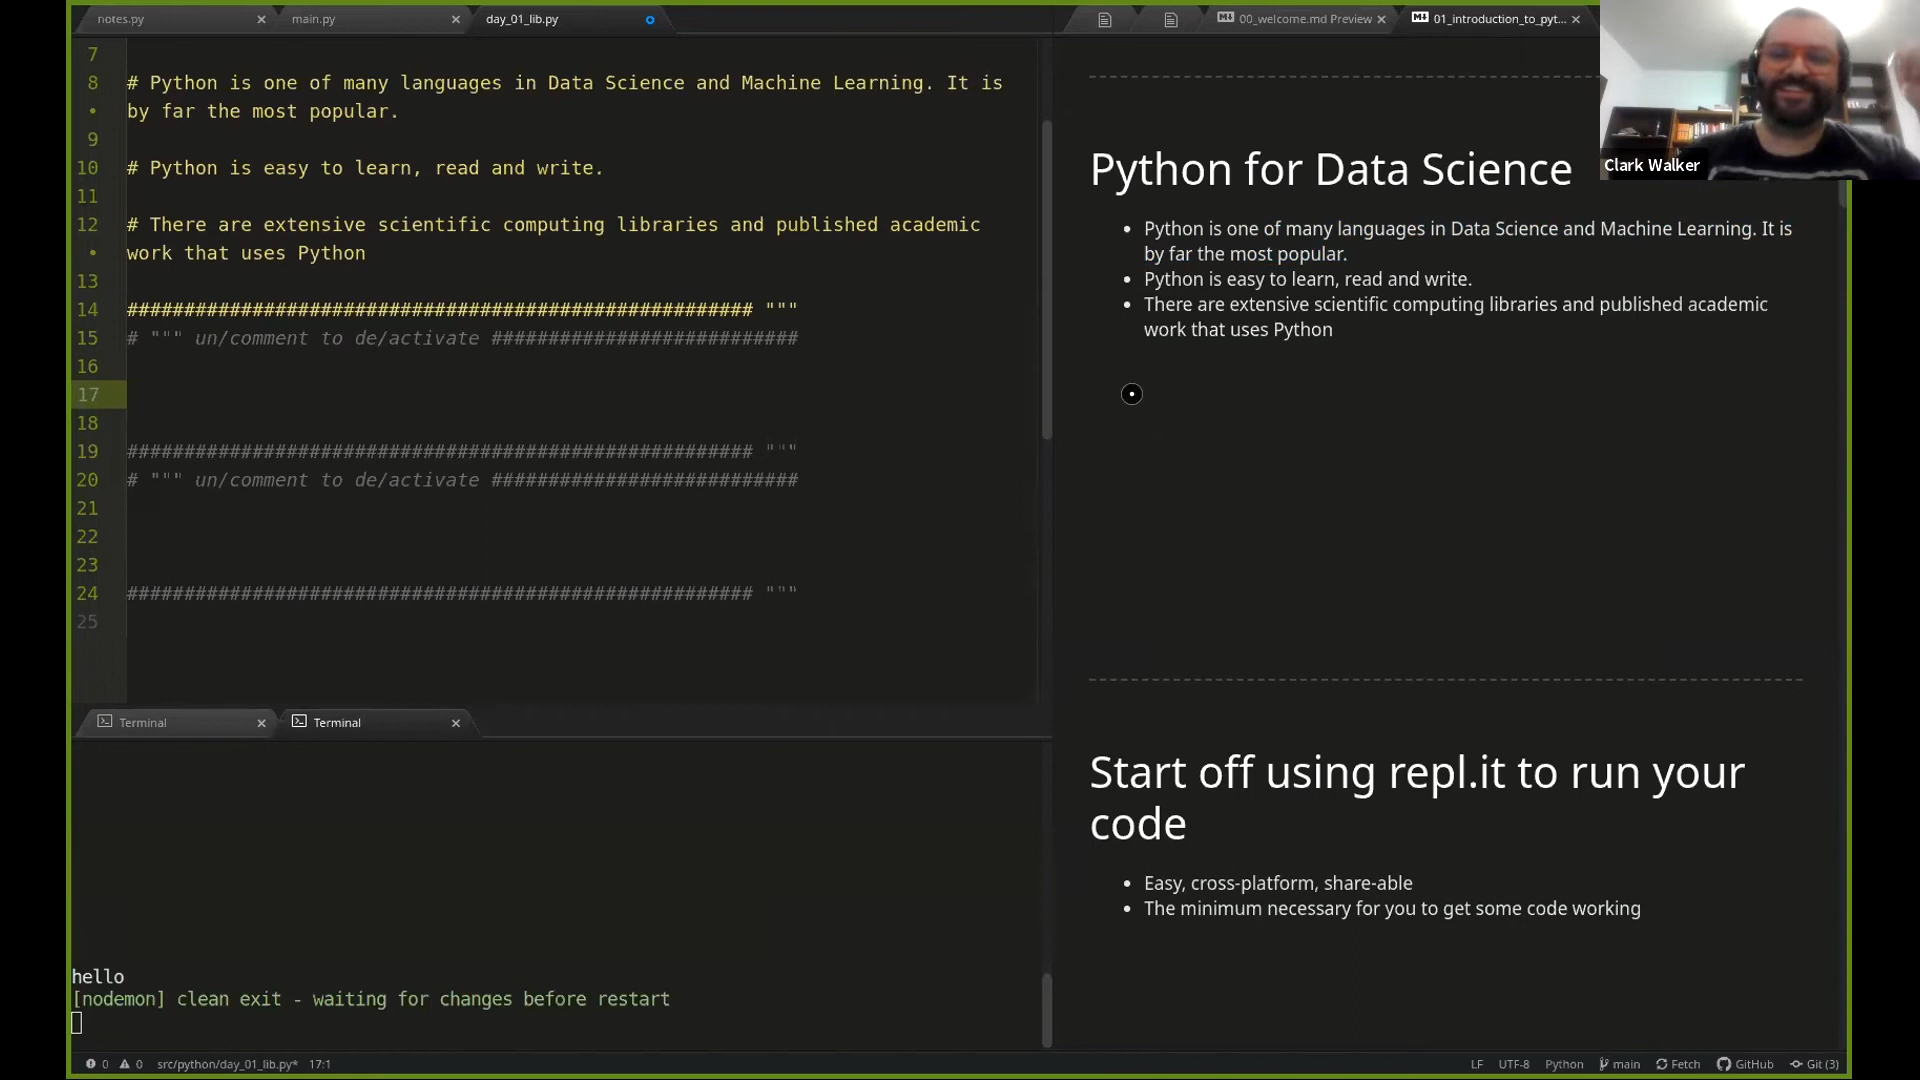 notes.py
main.py
day_01_lib.py
00_welcome.md Preview
01_introduction_to_pyt...
7
8 # Python is one of many languages in Data Science and Machine Learning. It is
• by far the most popular.
9
10 # Python is easy to learn, read and write.
11
12 # There are extensive scientific computing libraries and published academic
• work that uses Python
13
14 ####################################################### """
15 # """ un/comment to de/activate ###########################
16
17
18
19 ####################################################### """
20 # """ un/comment to de/activate ###########################
21
22
23
24 ####################################################### """
25
Python for Data Science
• Python is one of many languages in Data Science and Machine Learning. It is
by far the most popular.
• Python is easy to learn, read and write.
• There are extensive scientific computing libraries and published academic
work that uses Python
Start off using repl.it to run your
code
• Easy, cross-platform, share-able
• The minimum necessary for you to get some code working
Clark Walker
Terminal
Terminal
hello
[nodemon] clean exit - waiting for changes before restart
0 0 src/python/day_01_lib.py* 17:1
LF UTF-8 Python main Fetch GitHub Git (3)